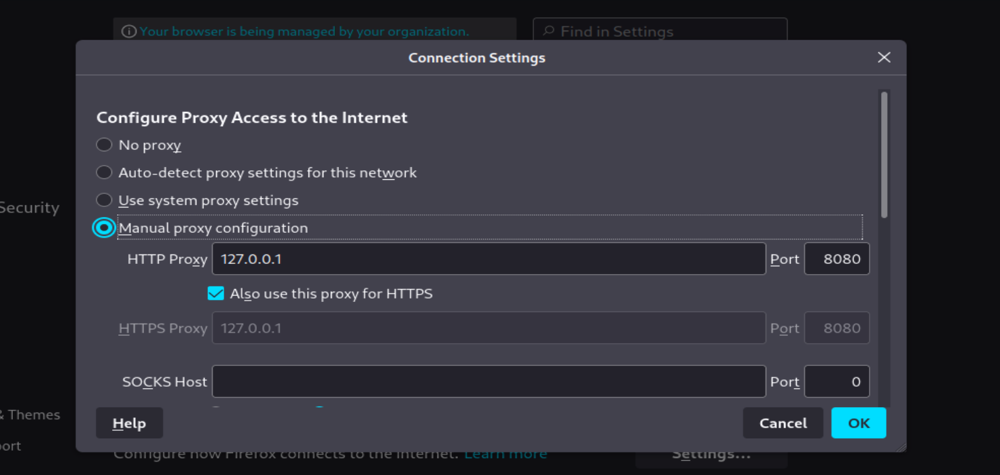 Your browser is being managed by your organization.
Find in Settings
Connection Settings
Configure Proxy Access to the Internet
No proxy
Auto-detect proxy settings for this network
Use system proxy settings
Security
Manual proxy configuration
HTTP Proxy 127.0.0.1 Port 8080
Also use this proxy for HTTPS
HTTPS Proxy 127.0.0.1 Port 8080
SOCKS Host Port 0
& Themes
Help Cancel OK
ort
Configure how Firefox connects to the internet. Learn more Settings...